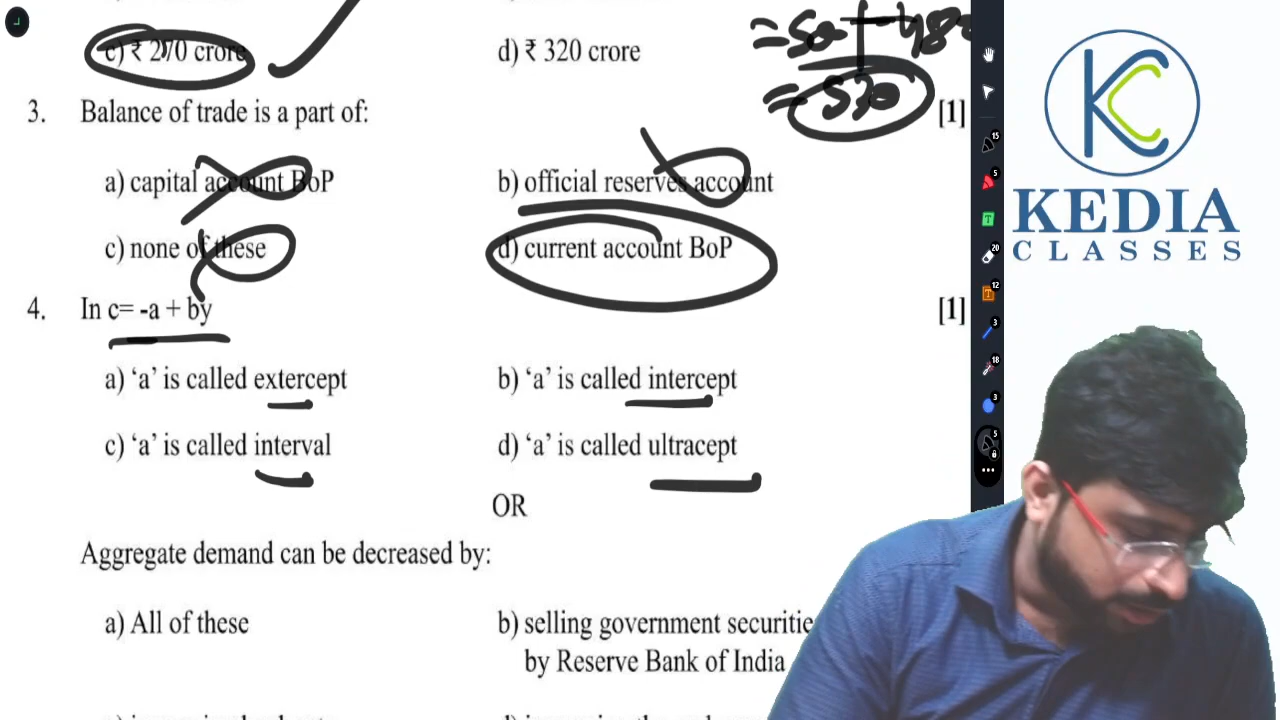 c) ₹ 270 crore
d) ₹ 320 crore
= 530
3. Balance of trade is a part of: [1]
a) capital account BoP
b) official reserves account
c) none of these
d) current account BoP
4. In c= -a + by [1]
a) ‘a’ is called extercept
b) ‘a’ is called intercept
c) ‘a’ is called interval
d) ‘a’ is called ultracept
OR
Aggregate demand can be decreased by:
a) All of these
b) selling government securitie
by Reserve Bank of India
KEDIA
CLASSES